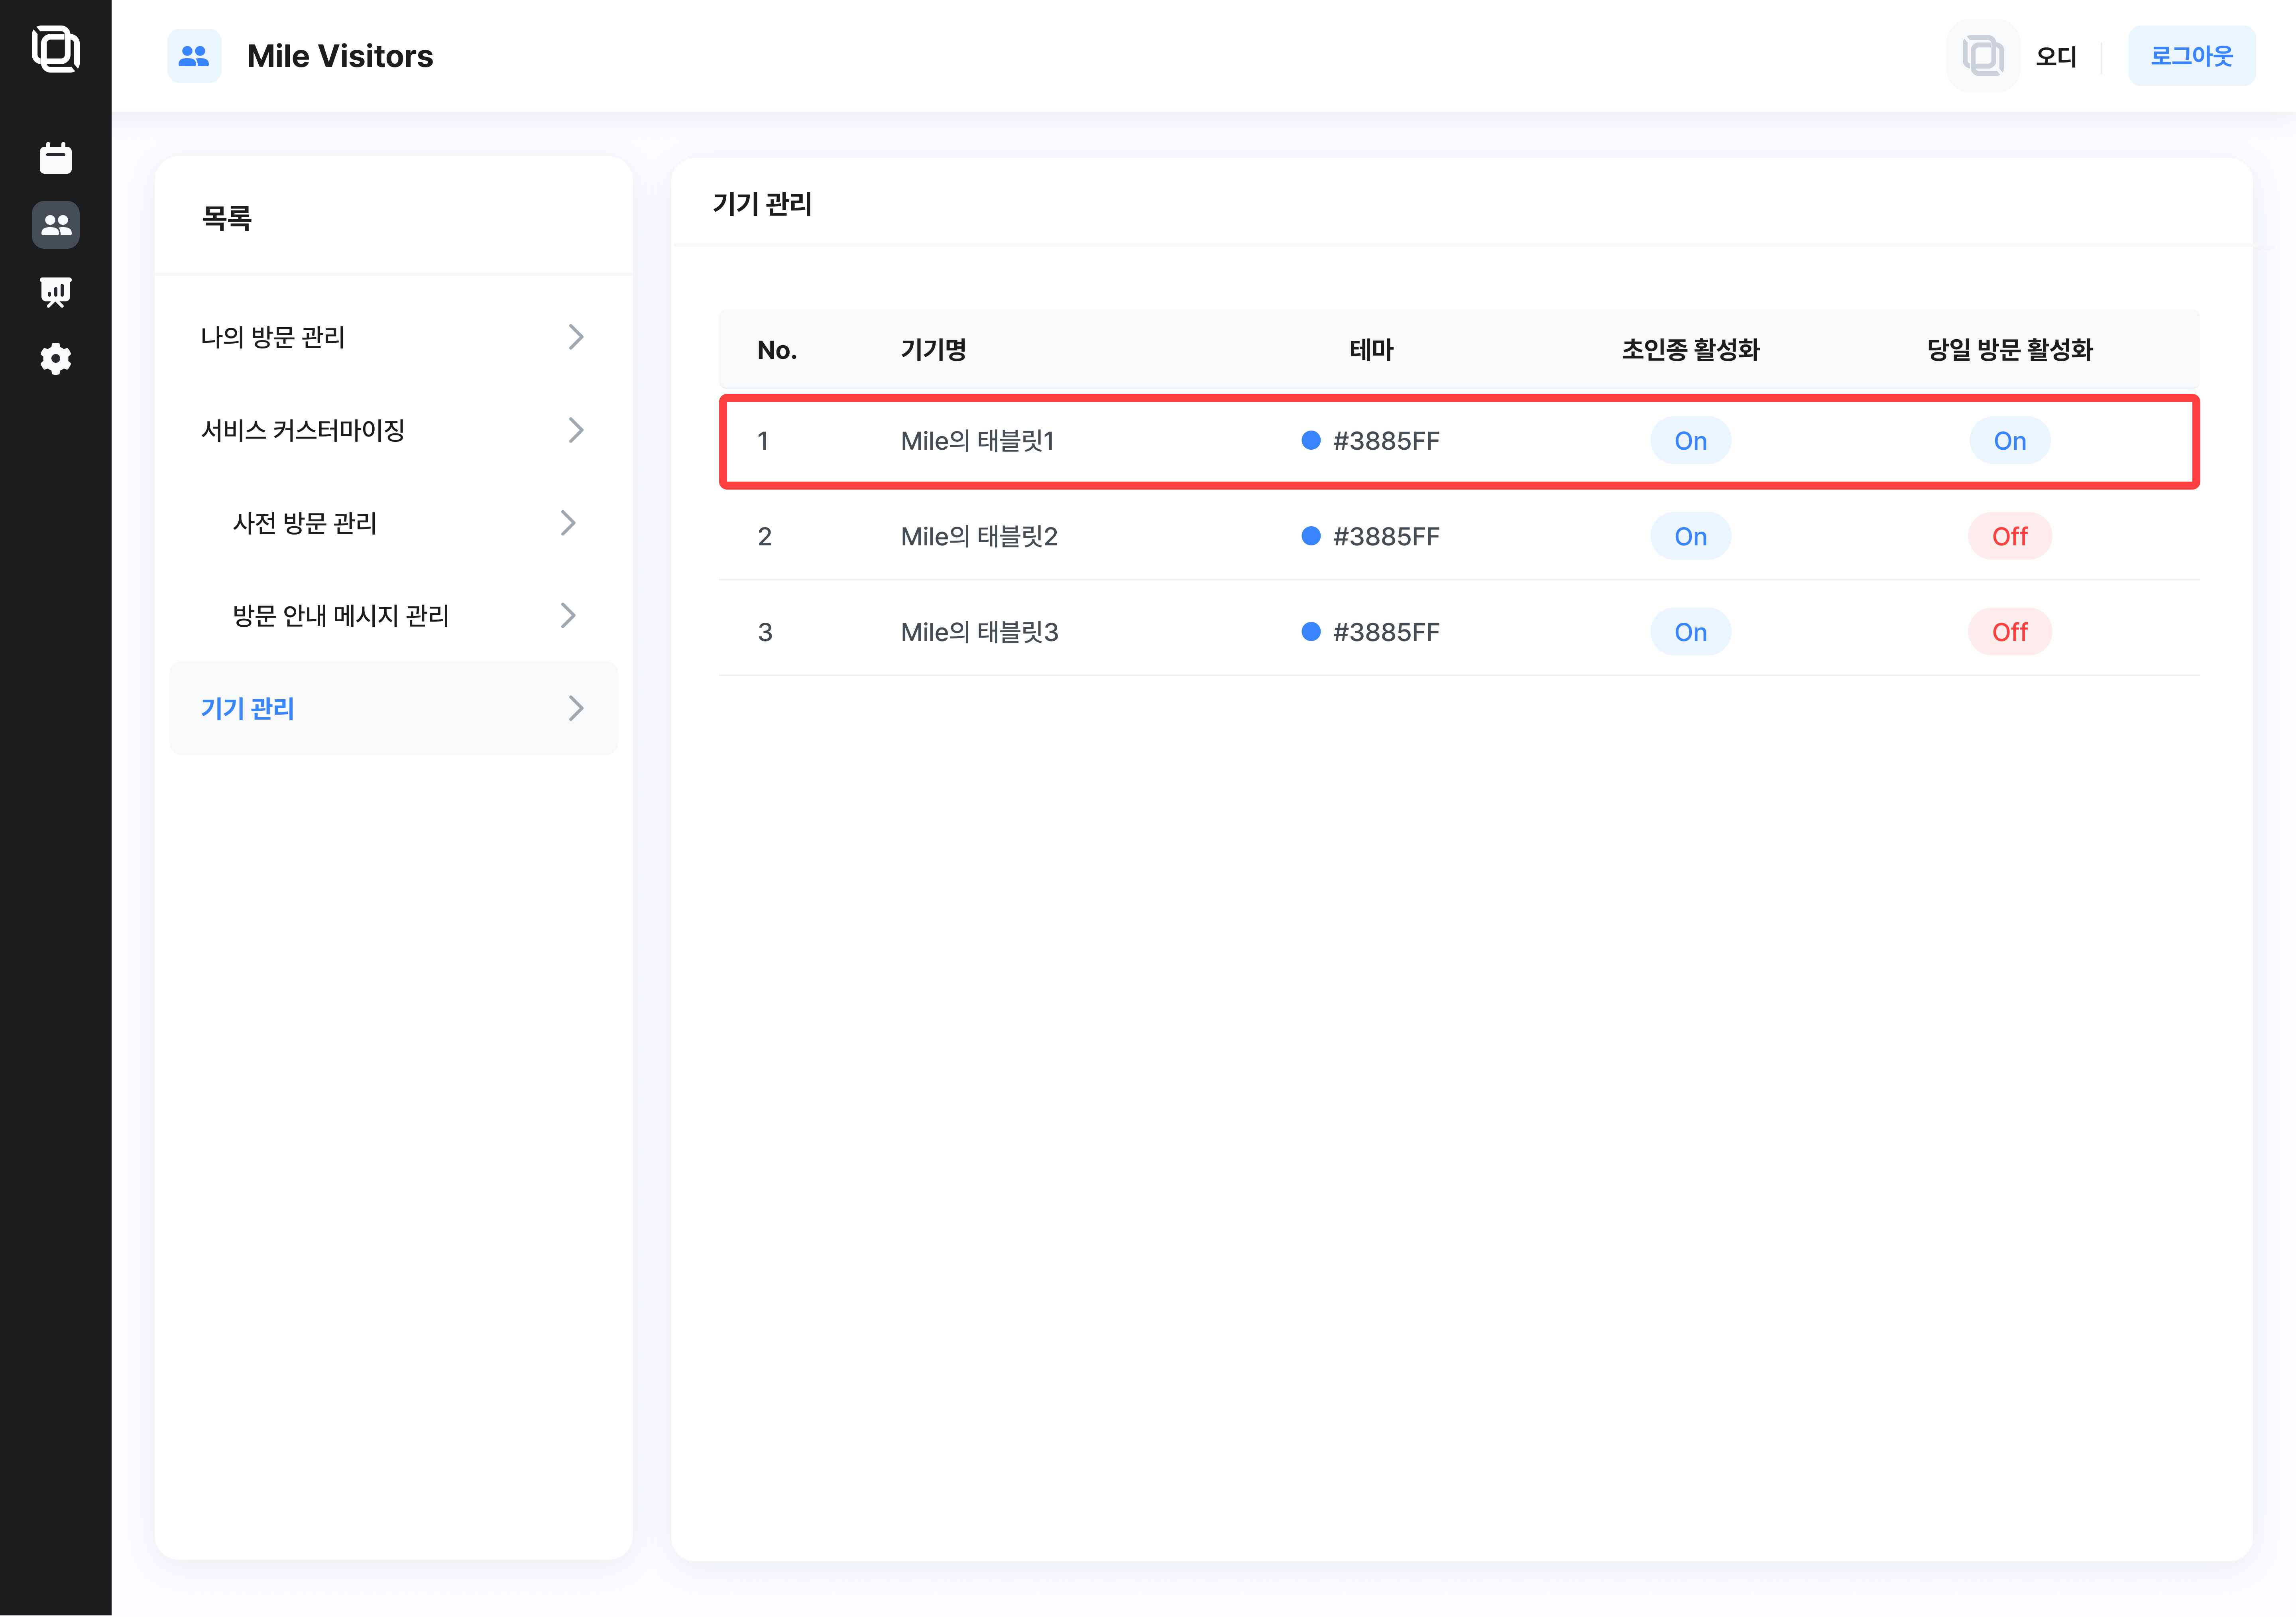 Mile Visitors
오디
로그아웃
목록
나의 방문 관리
서비스 커스터마이징
사전 방문 관리
방문 안내 메시지 관리
기기 관리
기기 관리
No. 기기명 테마 초인종 활성화 당일 방문 활성화
1 Mile의 태블릿1 #3885FF On On
2 Mile의 태블릿2 #3885FF On Off
3 Mile의 태블릿3 #3885FF On Off